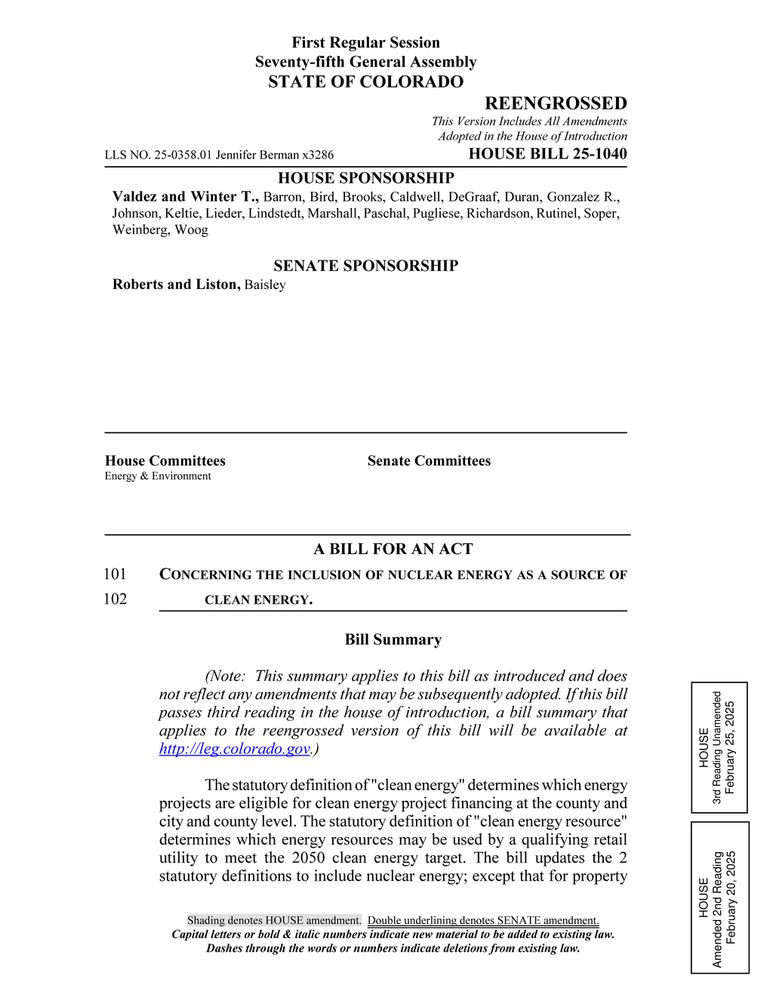 First Regular Session
Seventy-fifth General Assembly
STATE OF COLORADO
REENGROSSED
This Version Includes All Amendments
Adopted in the House of Introduction
LLS NO. 25-0358.01 Jennifer Berman x3286
HOUSE BILL 25-1040
HOUSE SPONSORSHIP
Valdez and Winter T., Barron, Bird, Brooks, Caldwell, DeGraaf, Duran, Gonzalez R.,
Johnson, Keltie, Lieder, Lindstedt, Marshall, Paschal, Pugliese, Richardson, Rutinel, Soper,
Weinberg, Woog
SENATE SPONSORSHIP
Roberts and Liston, Baisley
House Committees
Senate Committees
Energy & Environment
A BILL FOR AN ACT
101 CONCERNING THE INCLUSION OF NUCLEAR ENERGY AS A SOURCE OF
102 CLEAN ENERGY.
Bill Summary
(Note: This summary applies to this bill as introduced and does
not reflect any amendments that may be subsequently adopted. If this bill
passes third reading in the house of introduction, a bill summary that
applies to the reengrossed version of this bill will be available at
http://leg.colorado.gov.)
The statutory definition of "clean energy" determines which energy
projects are eligible for clean energy project financing at the county and
city and county level. The statutory definition of "clean energy resource"
determines which energy resources may be used by a qualifying retail
utility to meet the 2050 clean energy target. The bill updates the 2
statutory definitions to include nuclear energy; except that for property
Shading denotes HOUSE amendment. Double underlining denotes SENATE amendment.
Capital letters or bold & italic numbers indicate new material to be added to existing law.
Dashes through the words or numbers indicate deletions from existing law.
HOUSE
3rd Reading Unamended
February 25, 2025
HOUSE
Amended 2nd Reading
February 20, 2025